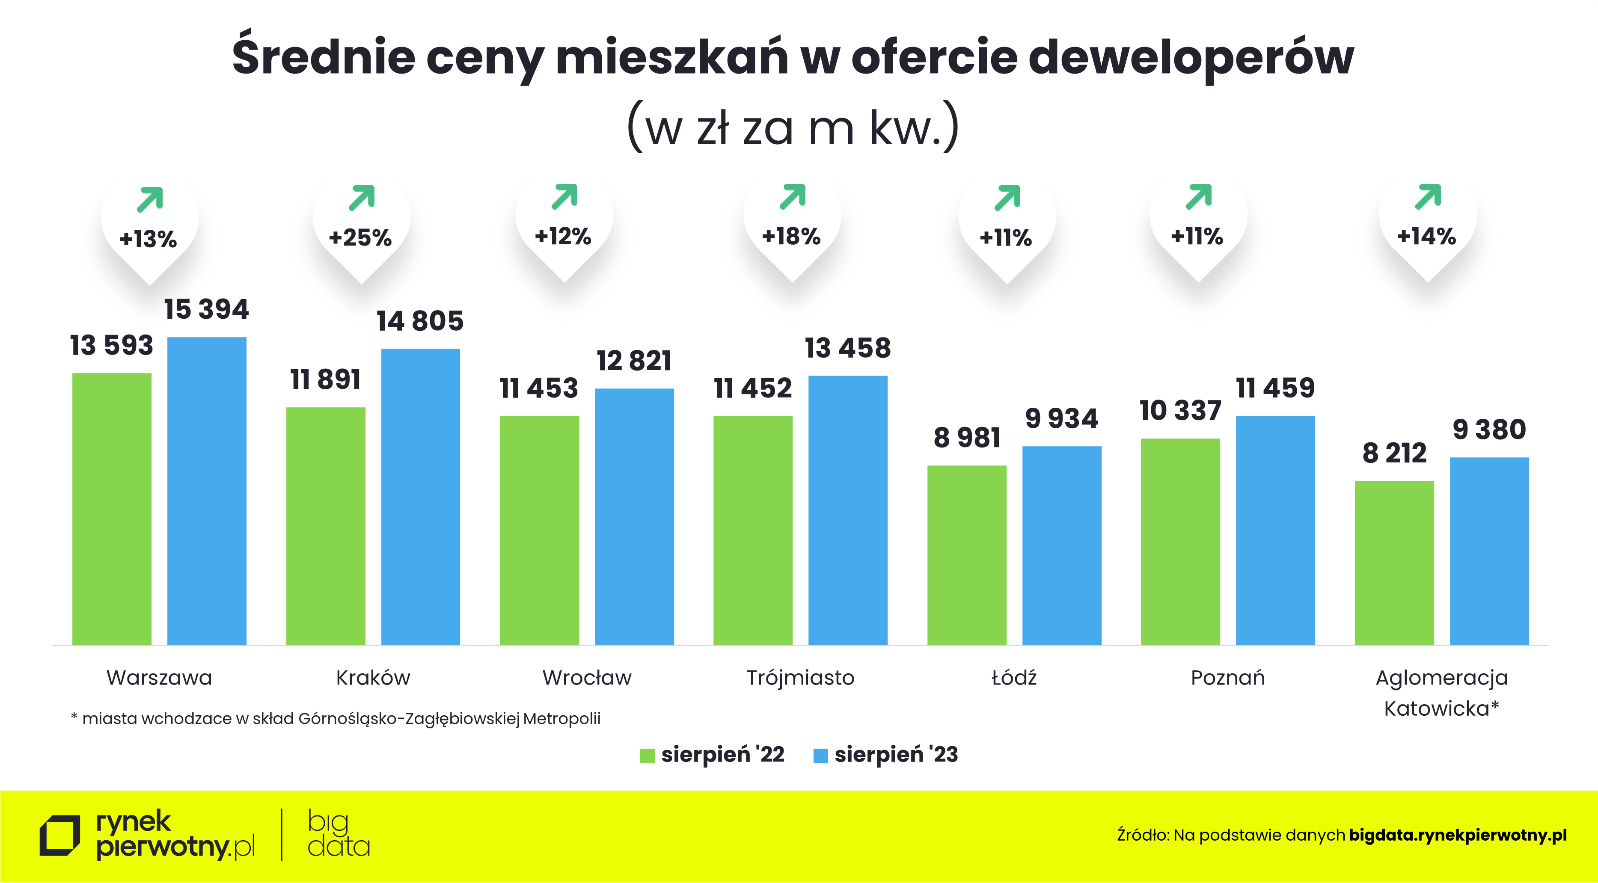 Średnie ceny mieszkań w ofercie deweloperów
(w zł za m kw.)
+13% +25% +12% +18% +11% +11% +14%
13 593 15 394 11 891 14 805 11 453 12 821 11 452 13 458 8 981 9 934 10 337 11 459 8 212 9 380
Warszawa Kraków Wrocław Trójmiasto Łódź Poznań Aglomeracja
Katowicka*
* miasta wchodzace w skład Górnośląsko-Zagłębiowskiej Metropolii
sierpień '22 sierpień '23
rynek
pierwotny.pl
big
data
Źródło: Na podstawie danych bigdata.rynekpierwotny.pl